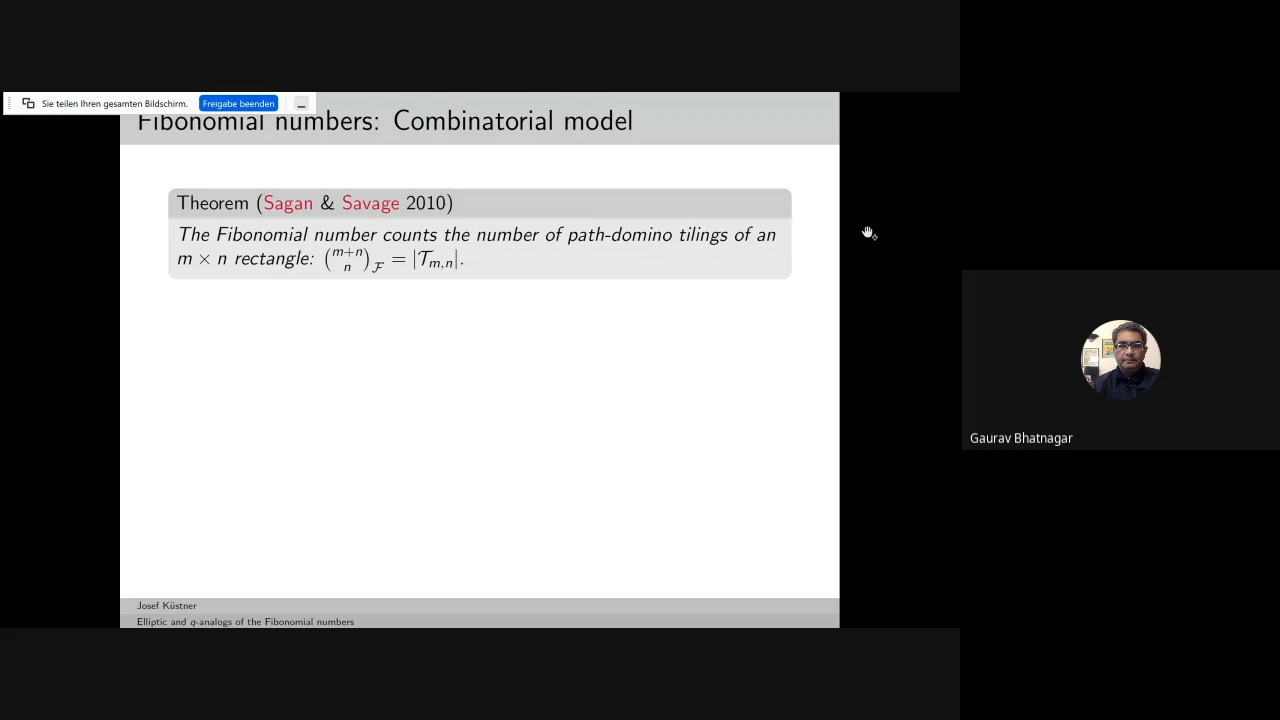 Sie teilen Ihren gesamten Bildschirm. Freigabe beenden
Fibonomial numbers: Combinatorial model
Theorem (Sagan & Savage 2010)
The Fibonomial number counts the number of path-domino tilings of an
m × n rectangle: \binom{m+n}{n}_{\mathcal{F}} = |\mathcal{T}_{m,n}|.
Gaurav Bhatnagar
Josef Küstner
Elliptic and q-analogs of the Fibonomial numbers